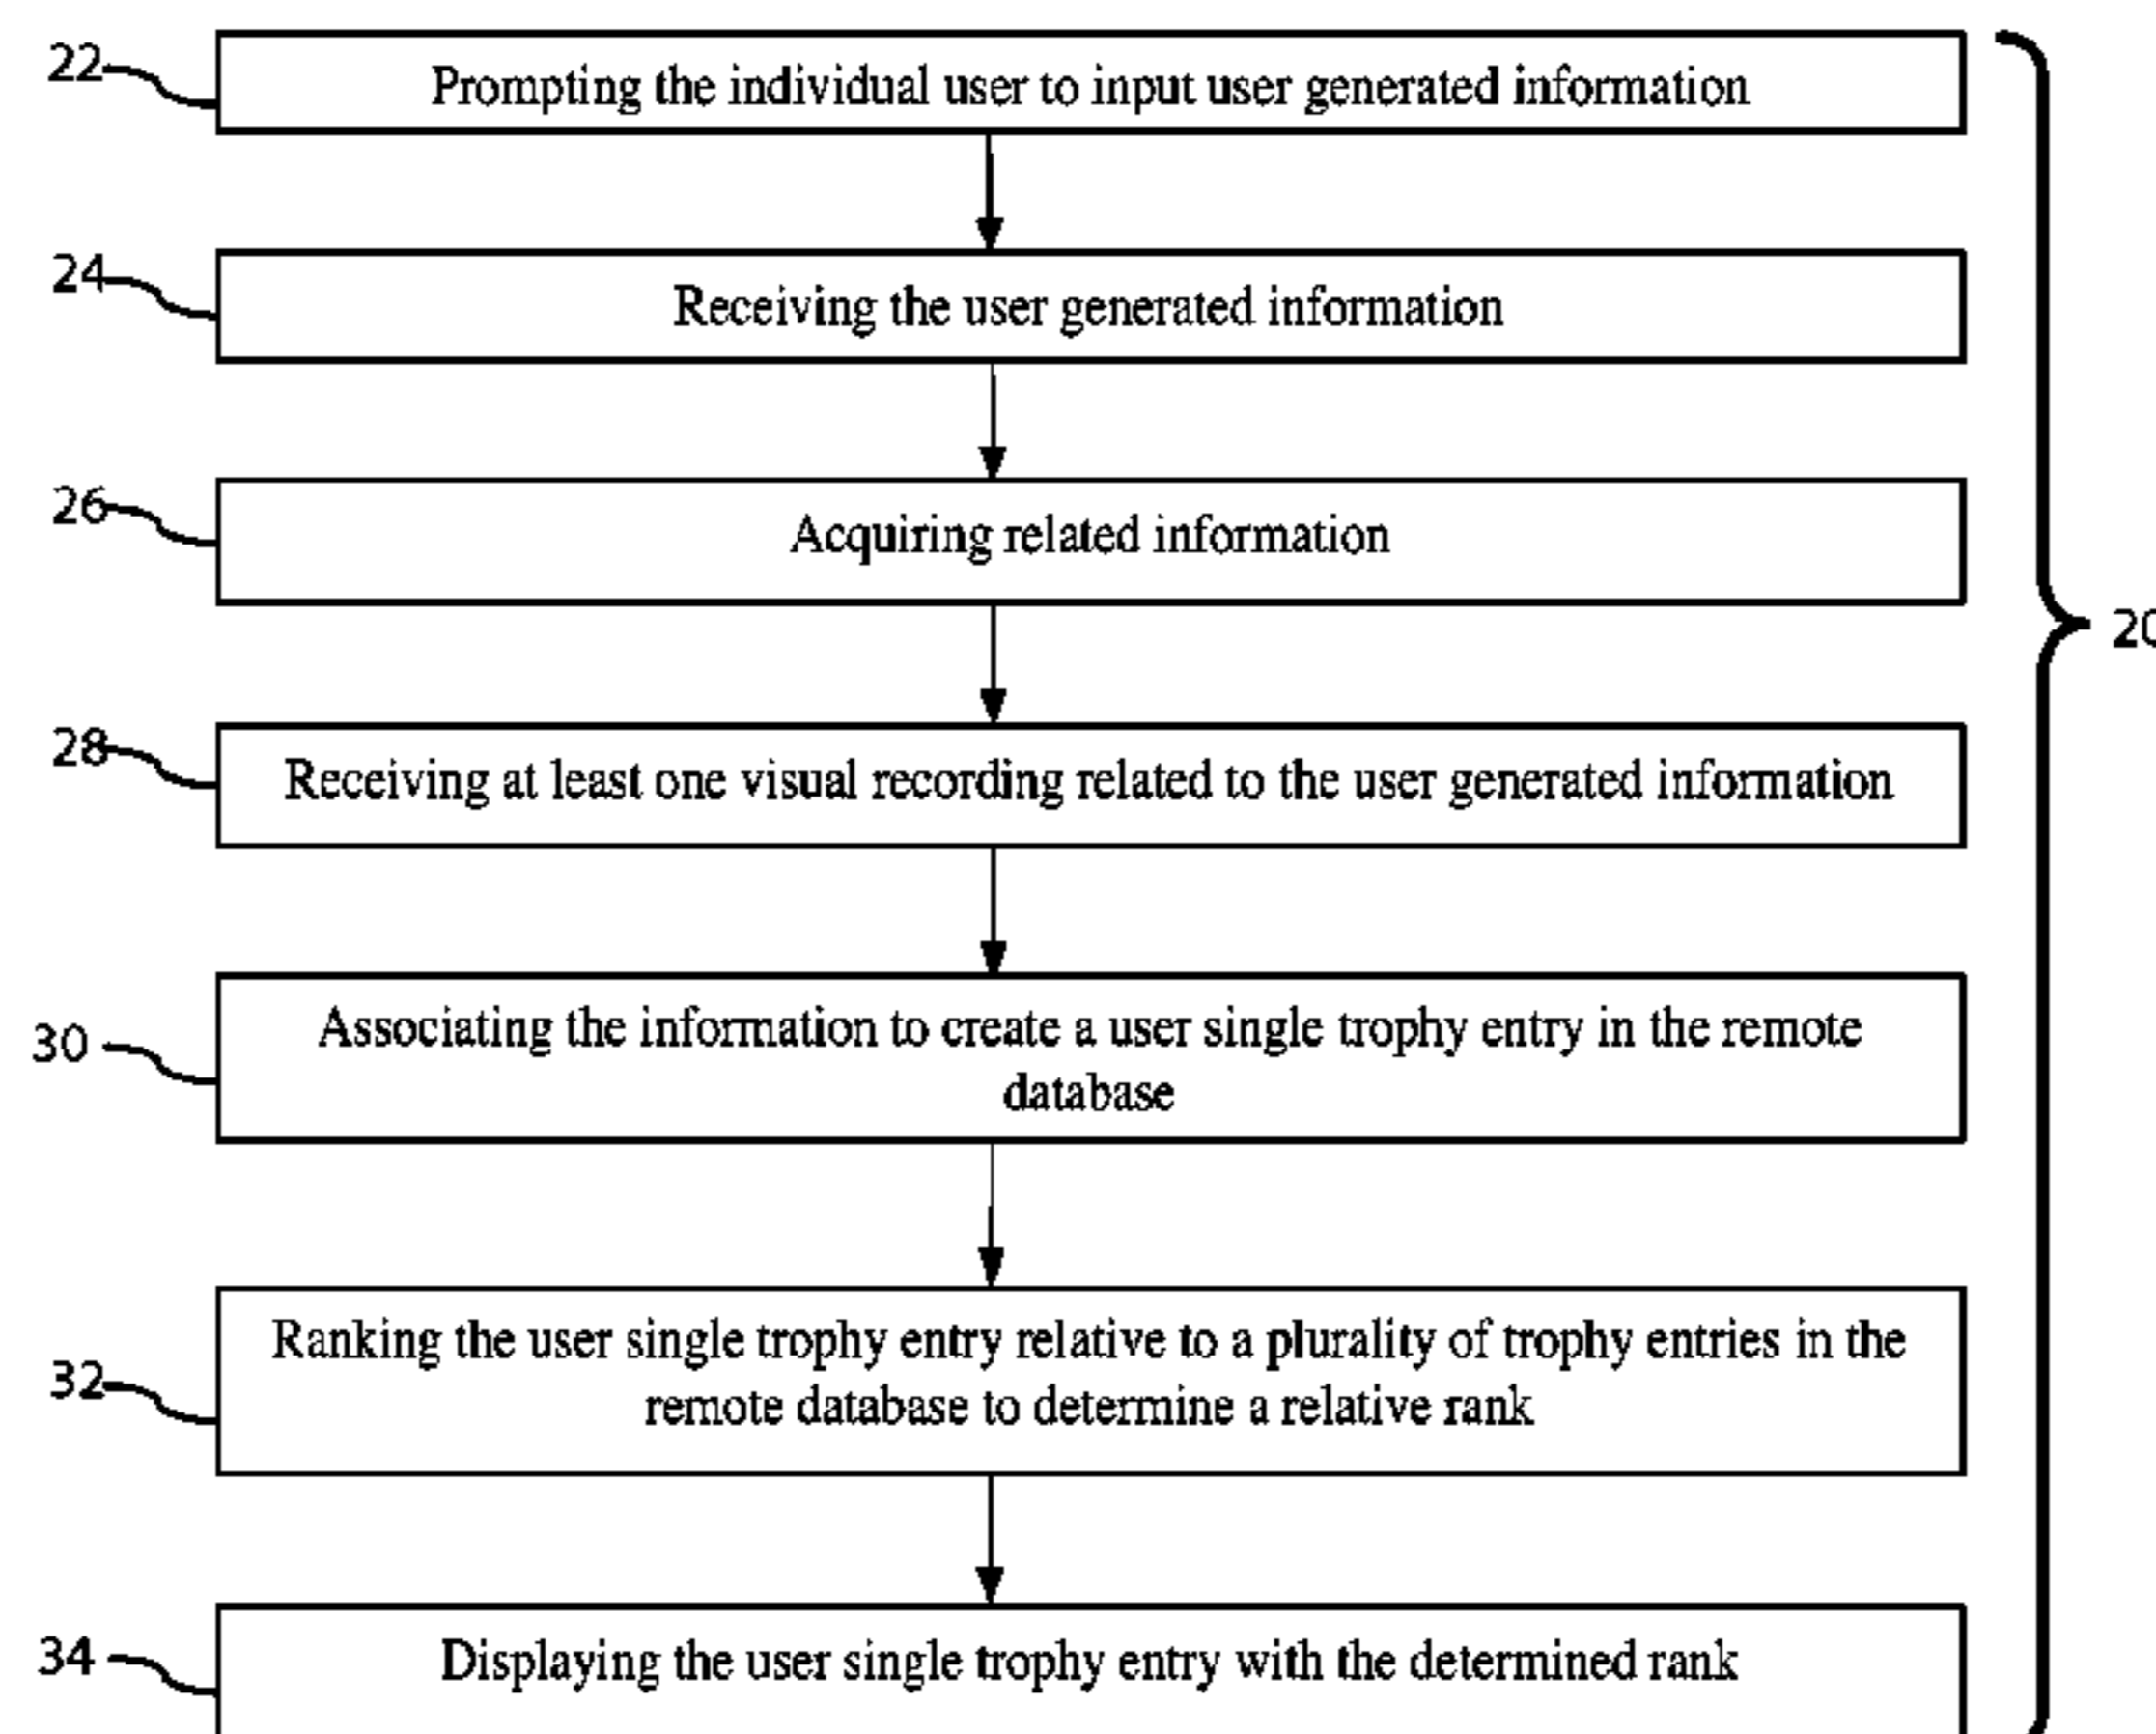 22
Prompting the individual user to input user generated information
24
Receiving the user generated information
26
Acquiring related information
20
28
Receiving at least one visual recording related to the user generated information
30
Associating the information to create a user single trophy entry in the remote
database
32
Ranking the user single trophy entry relative to a plurality of trophy entries in the
remote database to determine a relative rank
34
Displaying the user single trophy entry with the determined rank